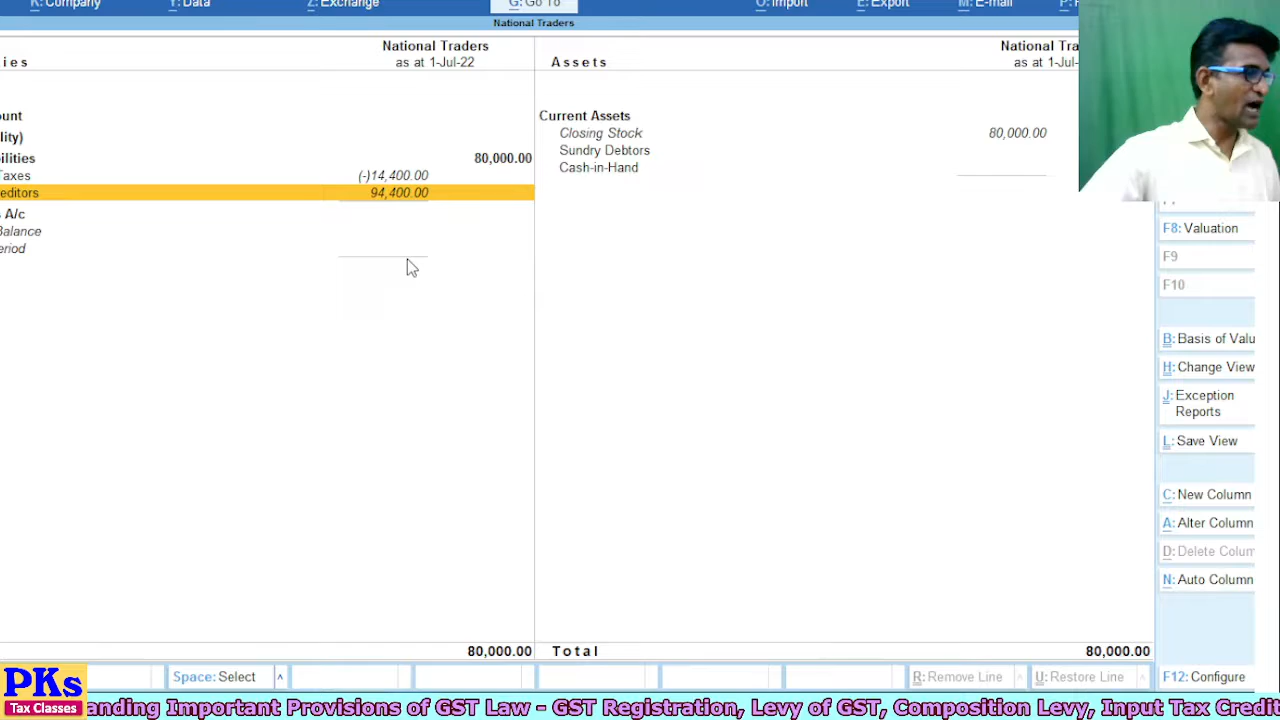 K: Company Y: Data Z: Exchange G: Go To O: Import E: Export M: E-mail
National Traders
ies National Traders
as at 1-Jul-22
Assets National Tra
as at 1-Jul-
ount
ility)
bilities 80,000.00
Taxes (-)14,400.00
editors 94,400.00
A/c
Balance
eriod
Current Assets
Closing Stock 80,000.00
Sundry Debtors
Cash-in-Hand
F8: Valuation
F9
F10
B: Basis of Valu
H: Change View
J: Exception
Reports
L: Save View
C: New Column
A: Alter Column
D: Delete Colum
N: Auto Column
80,000.00 Total 80,000.00
Space: Select R: Remove Line U: Restore Line F12: Configure
PKs
Tax Classes
anding Important Provisions of GST Law - GST Registration, Levy of GST, Composition Levy, Input Tax Credit